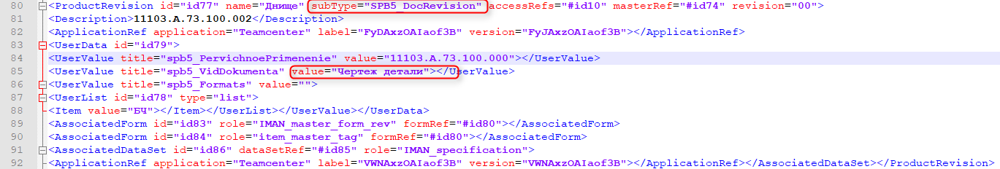 80 <ProductRevision id="id77" name="Днище" subType="SPB5_DocRevision" accessRefs="#id10" masterRef="#id74" revision="00">
81 <Description>11103.А.73.100.002</Description>
82 <ApplicationRef application="Teamcenter" label="FyDAxzOAIaof3B" version="FyJAxzOAIaof3B"></ApplicationRef>
83 <UserData id="id79">
84 <UserValue title="spb5_PervichnoePrimenenie" value="11103.А.73.100.000"></UserValue>
85 <UserValue title="spb5_VidDokumenta" value="Чертеж детали"></UserValue>
86 <UserValue title="spb5_Formats" value="">
87 <UserList id="id78" type="list">
88 <Item value="БЧ"></Item></UserList></UserValue></UserData>
89 <AssociatedForm id="id83" role="IMAN_master_form_rev" formRef="#id80"></AssociatedForm>
90 <AssociatedForm id="id84" role="item_master_tag" formRef="#id80"></AssociatedForm>
91 <AssociatedDataSet id="id86" dataSetRef="#id85" role="IMAN_specification">
92 <ApplicationRef application="Teamcenter" label="VWNAxzOAIaof3B" version="VWNAxzOAIaof3B"></ApplicationRef></AssociatedDataSet></ProductRevision>